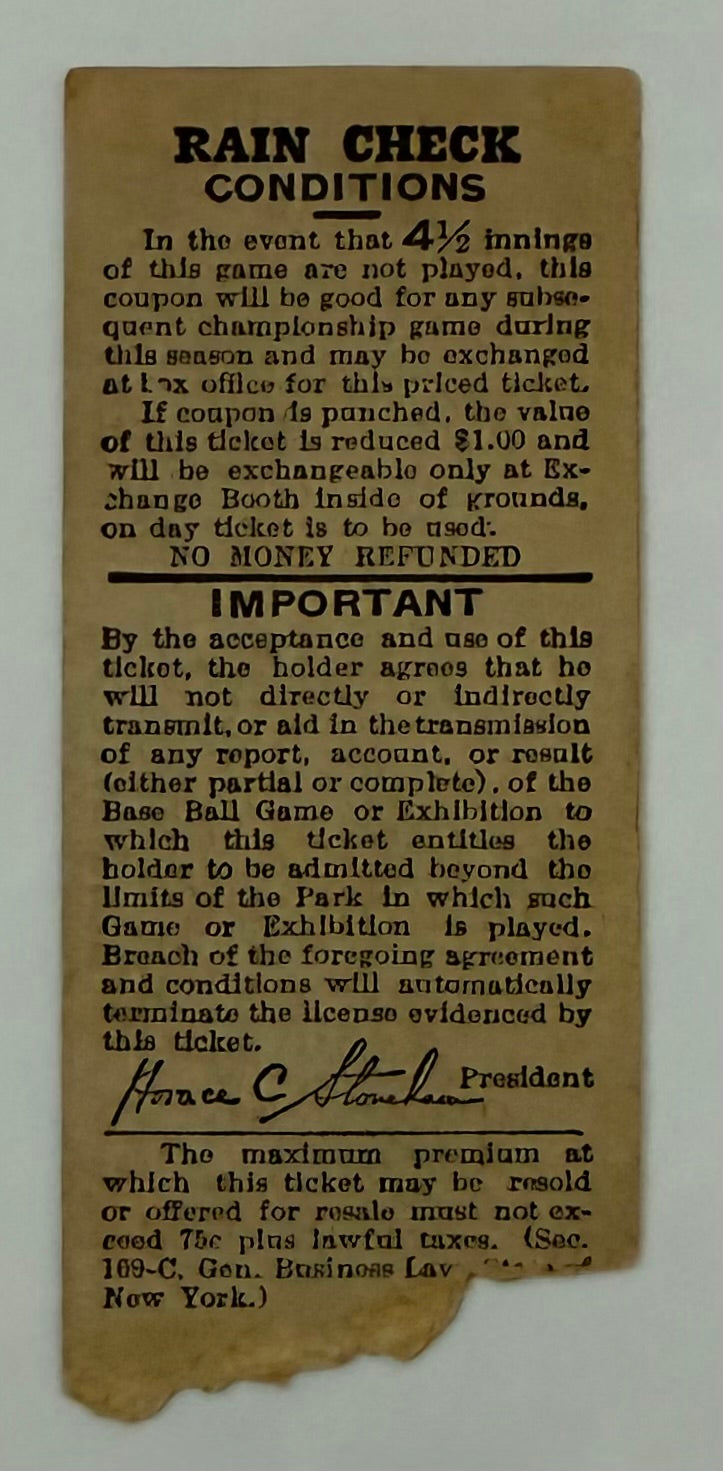 RAIN CHECK
CONDITIONS
In the event that 4½ innings
of this game are not played, this
coupon will be good for any subse-
quent championship game during
this season and may be exchanged
at box office for this priced ticket.
If coupon is punched, the value
of this ticket is reduced $1.00 and
will be exchangeable only at Ex-
change Booth inside of grounds,
on day ticket is to be used.
NO MONEY REFUNDED
IMPORTANT
By the acceptance and use of this
ticket, the holder agrees that he
will not directly or indirectly
transmit, or aid in the transmission
of any report, account, or result
(either partial or complete), of the
Base Ball Game or Exhibition to
which this ticket entitles the
holder to be admitted beyond the
limits of the Park in which such
Game or Exhibition is played.
Breach of the foregoing agreement
and conditions will automatically
terminate the license evidenced by
this ticket.
Horace C Stoneham President
The maximum premium at
which this ticket may be resold
or offered for resale must not ex-
ceed 75c plus lawful taxes. (Sec.
169-C, Gen. Business Law
New York.)